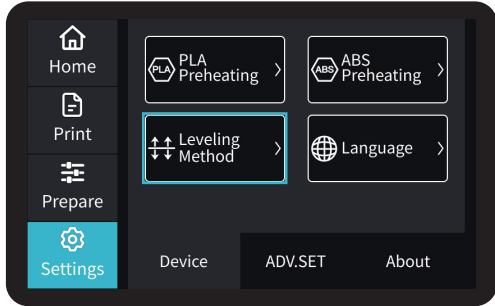 Home
Print
Prepare
Settings
PLA
PLA
Preheating
ABS
ABS
Preheating
Leveling
Method
Language
Device
ADV.SET
About